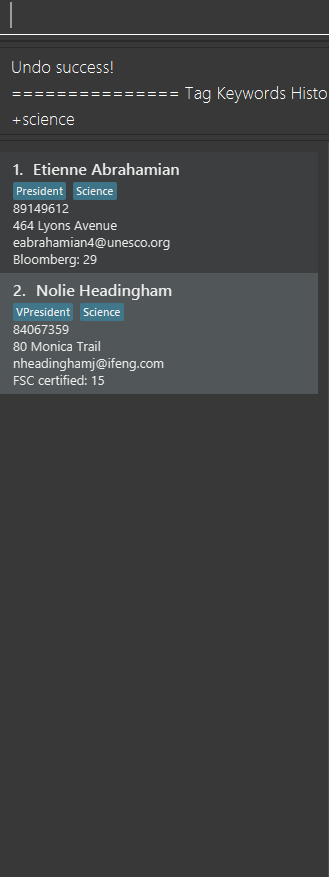 Undo success!
=============== Tag Keywords Histo
+science
1. Etienne Abrahamian
President Science
89149612
464 Lyons Avenue
eabrahamian4@unesco.org
Bloomberg: 29
2. Nolie Headingham
VPresident Science
84067359
80 Monica Trail
nheadinghamj@ifeng.com
FSC certified: 15